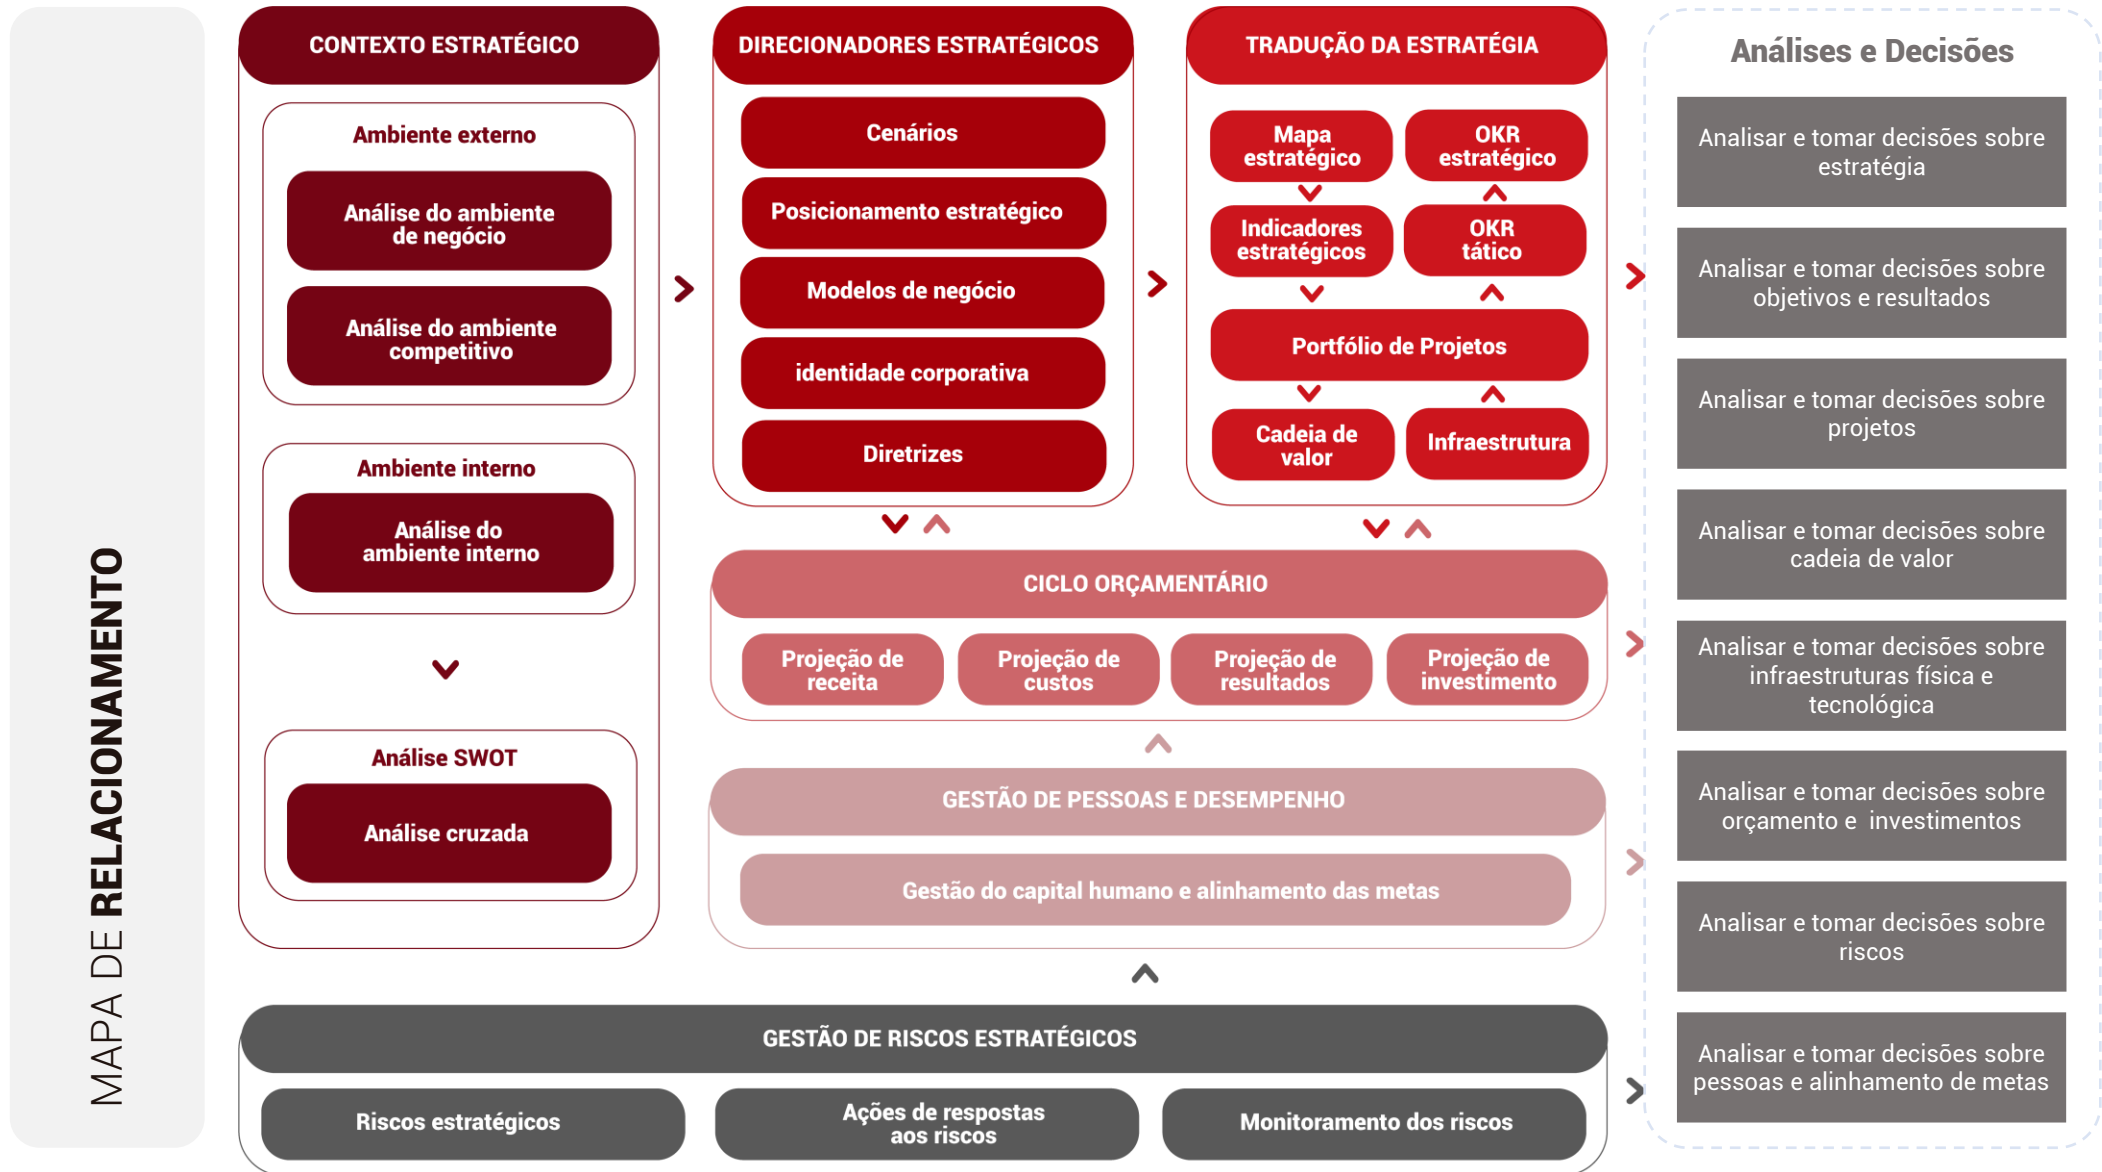 MAPA DE RELACIONAMENTO
CONTEXTO ESTRATÉGICO
Ambiente externo
Análise do ambiente
de negócio
Análise do ambiente
competitivo
Ambiente interno
Análise do
ambiente interno
Análise SWOT
Análise cruzada
DIRECIONADORES ESTRATÉGICOS
Cenários
Posicionamento estratégico
Modelos de negócio
identidade corporativa
Diretrizes
TRADUÇÃO DA ESTRATÉGIA
Mapa
estratégico
OKR
estratégico
Indicadores
estratégicos
OKR
tático
Portfólio de Projetos
Cadeia de
valor
Infraestrutura
CICLO ORÇAMENTÁRIO
Projeção de
receita
Projeção de
custos
Projeção de
resultados
Projeção de
investimento
GESTÃO DE PESSOAS E DESEMPENHO
Gestão do capital humano e alinhamento das metas
GESTÃO DE RISCOS ESTRATÉGICOS
Riscos estratégicos
Ações de respostas
aos riscos
Monitoramento dos riscos
Análises e Decisões
Analisar e tomar decisões sobre
estratégia
Analisar e tomar decisões sobre
objetivos e resultados
Analisar e tomar decisões sobre
projetos
Analisar e tomar decisões sobre
cadeia de valor
Analisar e tomar decisões sobre
infraestruturas física e
tecnológica
Analisar e tomar decisões sobre
orçamento e investimentos
Analisar e tomar decisões sobre
riscos
Analisar e tomar decisões sobre
pessoas e alinhamento de metas